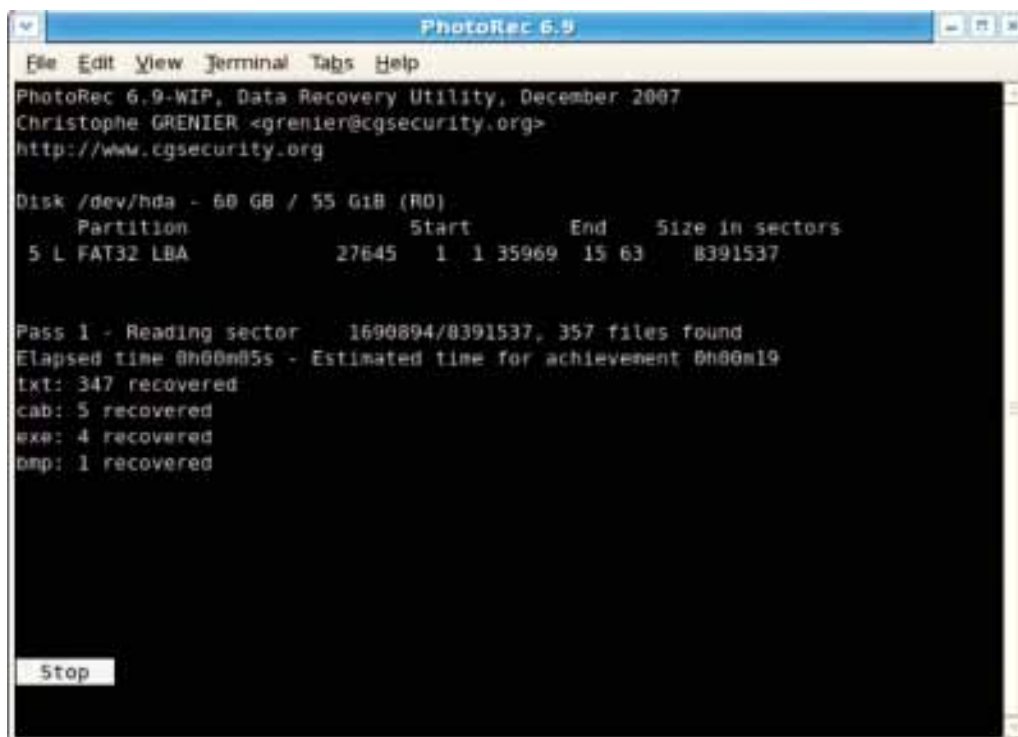 PhotoRec 6.9
File Edit View Terminal Tabs Help
PhotoRec 6.9-WIP, Data Recovery Utility, December 2007
Christophe GRENIER <grenier@cgsecurity.org>
http://www.cgsecurity.org
Disk /dev/hda - 60 GB / 55 GiB (RO)
Partition Start End Size in sectors
5 L FAT32 LBA 27645 1 1 35969 15 63 8391537
Pass 1 - Reading sector 1690894/8391537, 357 files found
Elapsed time 0h00m05s - Estimated time for achievement 0h00m19
txt: 347 recovered
cab: 5 recovered
exe: 4 recovered
bmp: 1 recovered
Stop